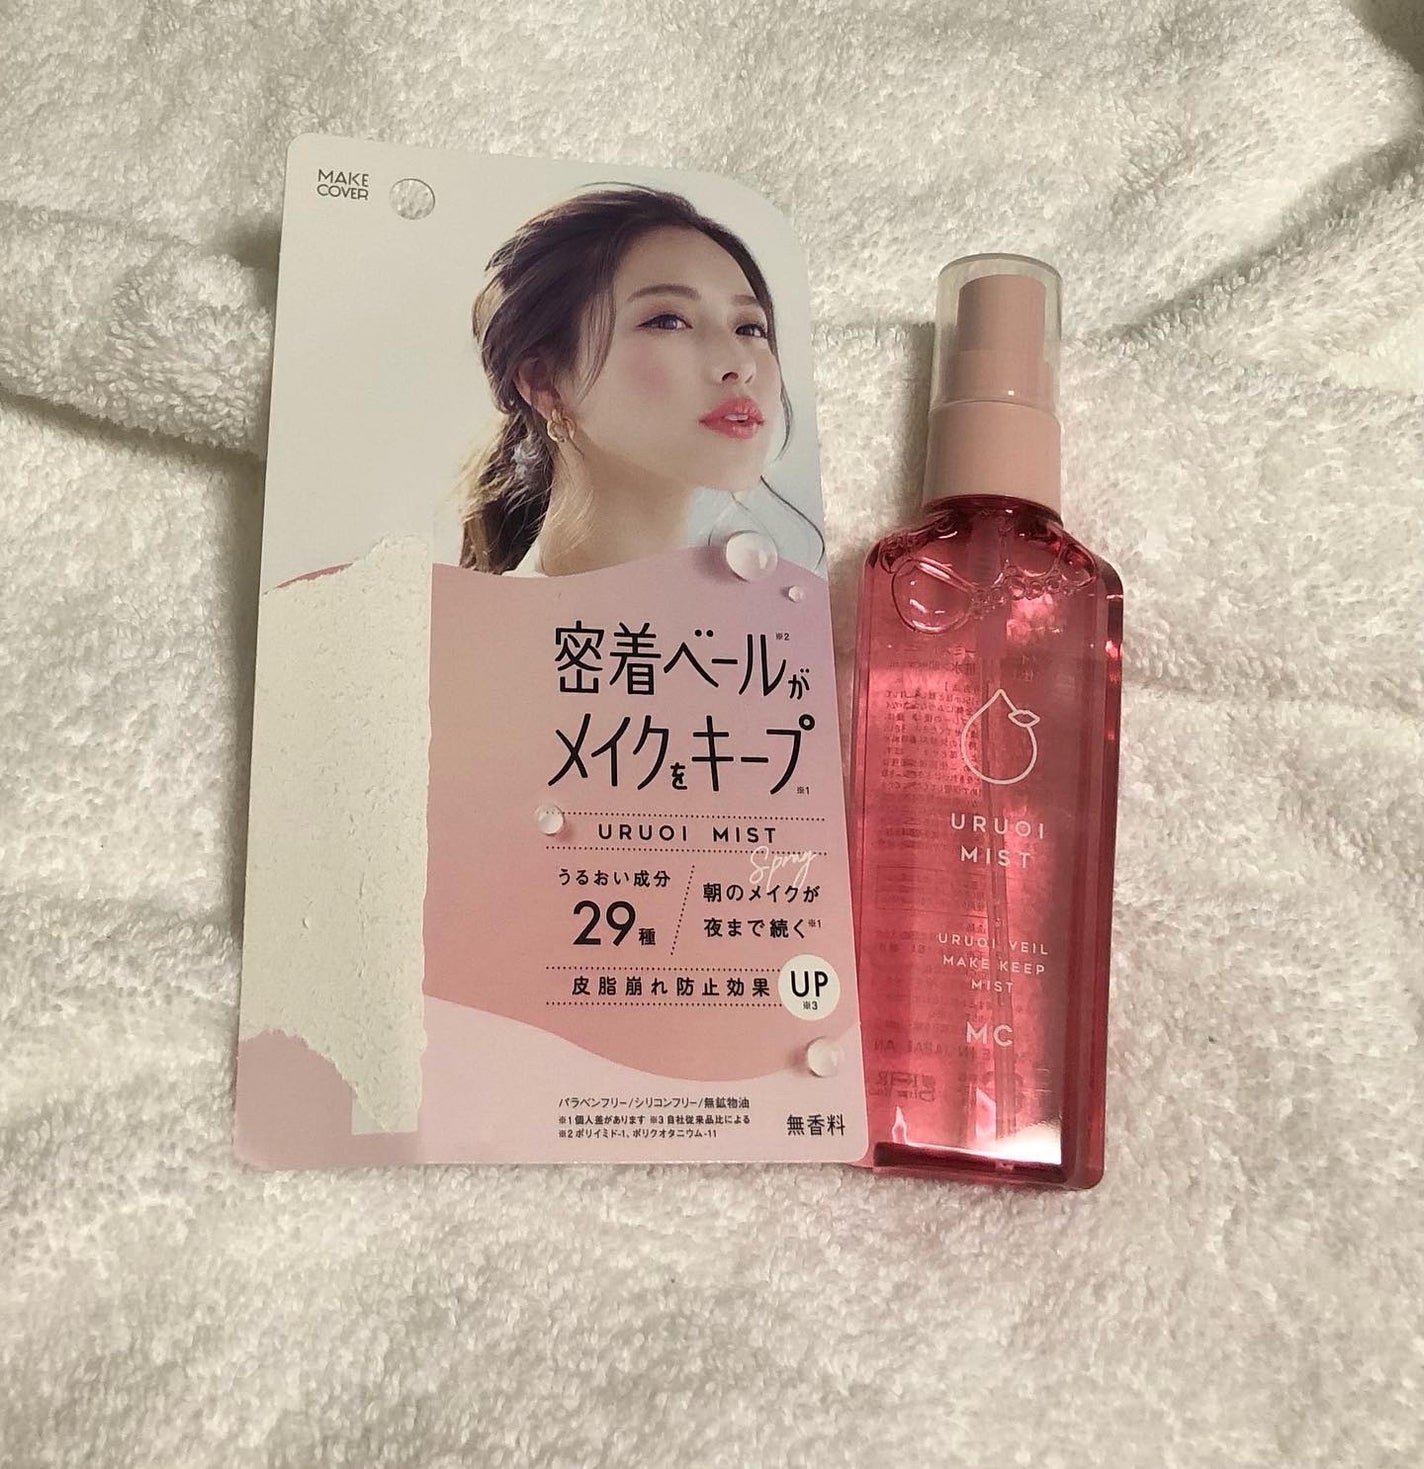 MAKE
COVER
密着ベール※2が
メイクをキープ※1
URUOI MIST
Spray
うるおい成分
29種
朝のメイクが
夜まで続く※1
皮脂崩れ防止効果 UP
※3
パラベンフリー/シリコンフリー/無鉱物油
※1個人差があります ※3自社従来品比による
※2ポリイミド-1、ポリクオタニウム-11
無香料
URUOI
MIST
URUOI VEIL
MAKE KEEP
MIST
MC